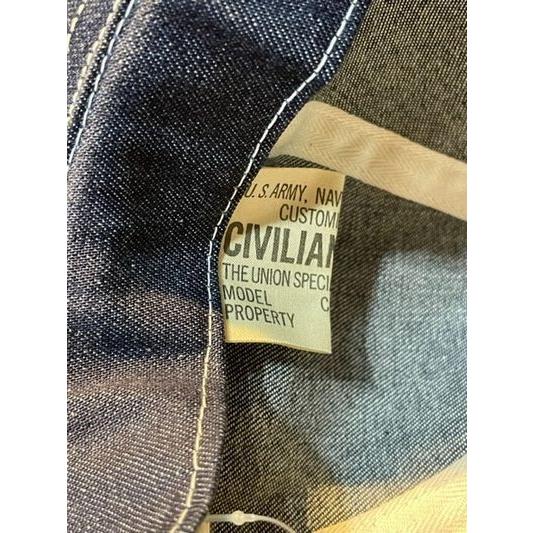 U.S. ARMY, NAV
CUSTOM
CIVILIAN
THE UNION SPECI
MODEL C
PROPERTY